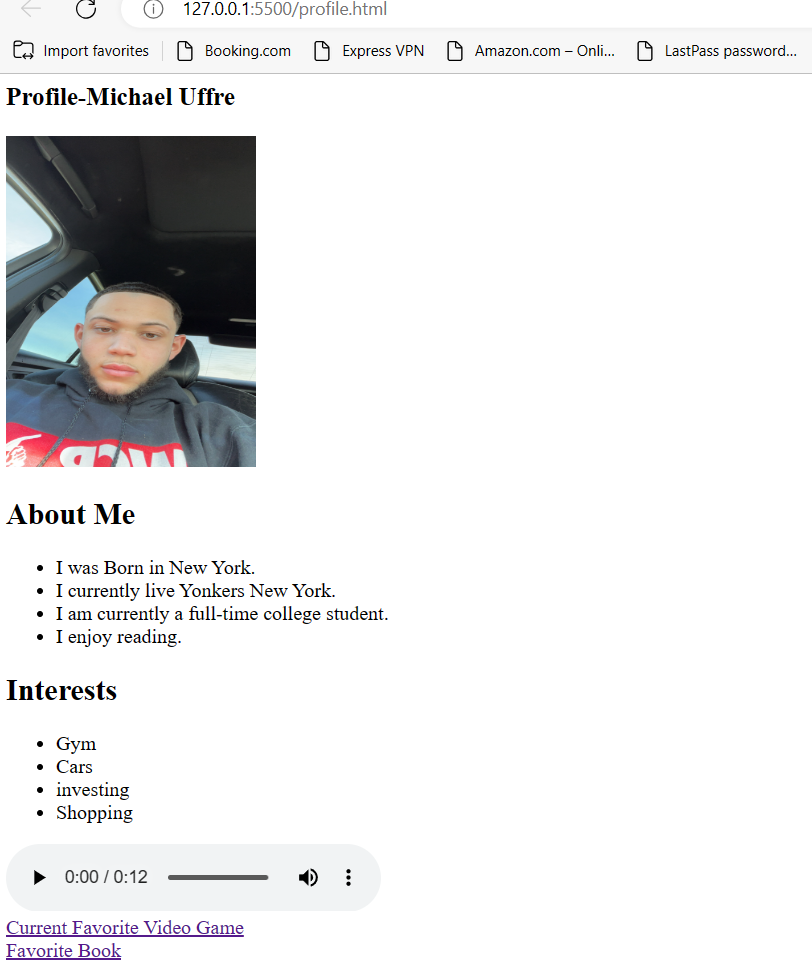 127.0.0.1:5500/profile.html
Import favorites Booking.com Express VPN Amazon.com – Onli... LastPass password...
Profile-Michael Uffre
About Me
I was Born in New York.
I currently live Yonkers New York.
I am currently a full-time college student.
I enjoy reading.
Interests
Gym
Cars
investing
Shopping
0:00 / 0:12
Current Favorite Video Game
Favorite Book